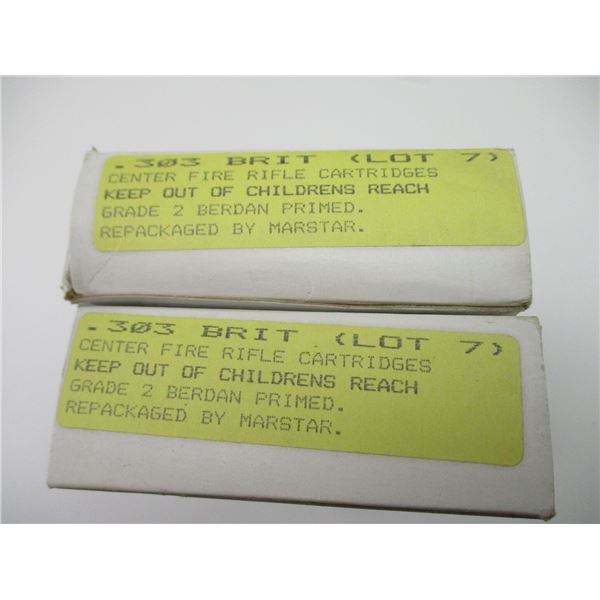 .303 BRIT (LOT 7)
CENTER FIRE RIFLE CARTRIDGES
KEEP OUT OF CHILDRENS REACH
GRADE 2 BERDAN PRIMED.
REPACKAGED BY MARSTAR.
.303 BRIT (LOT 7)
CENTER FIRE RIFLE CARTRIDGES
KEEP OUT OF CHILDRENS REACH
GRADE 2 BERDAN PRIMED.
REPACKAGED BY MARSTAR.